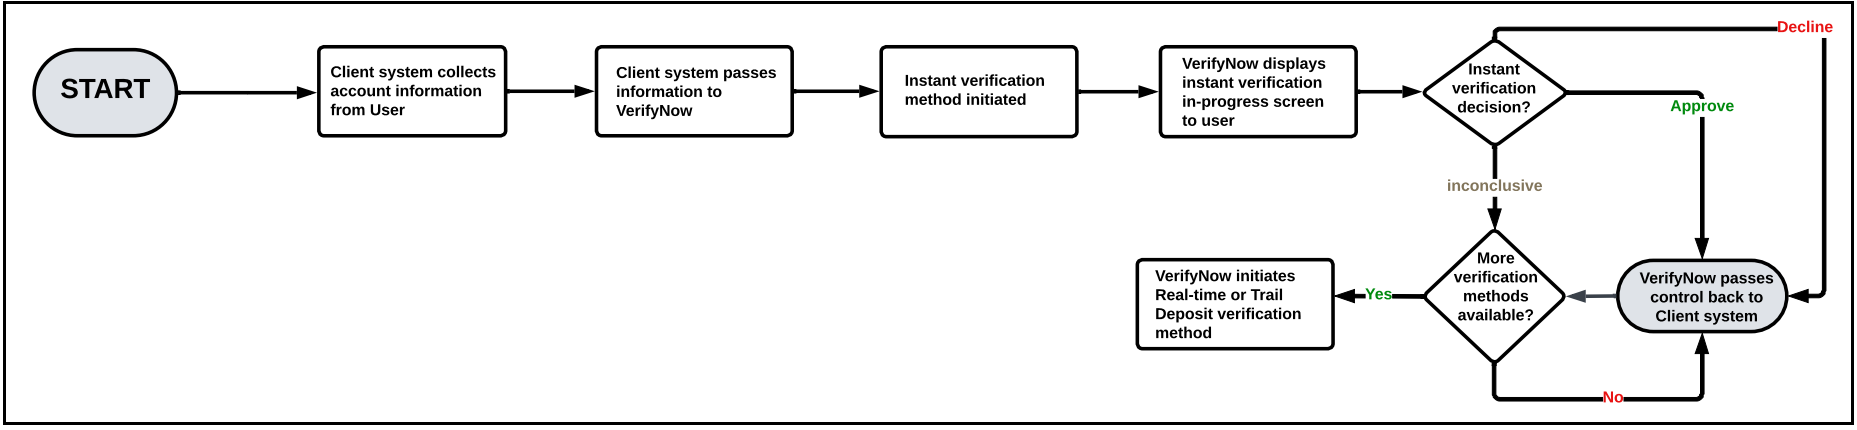 START
Client system collects
account information
from User
Client system passes
information to
VerifyNow
Instant verification
method initiated
VerifyNow displays
instant verification
in-progress screen
to user
Instant
verification
decision?
Decline
Approve
inconclusive
More
verification
methods
available?
Yes
VerifyNow initiates
Real-time or Trail
Deposit verification
method
VerifyNow passes
control back to
Client system
No